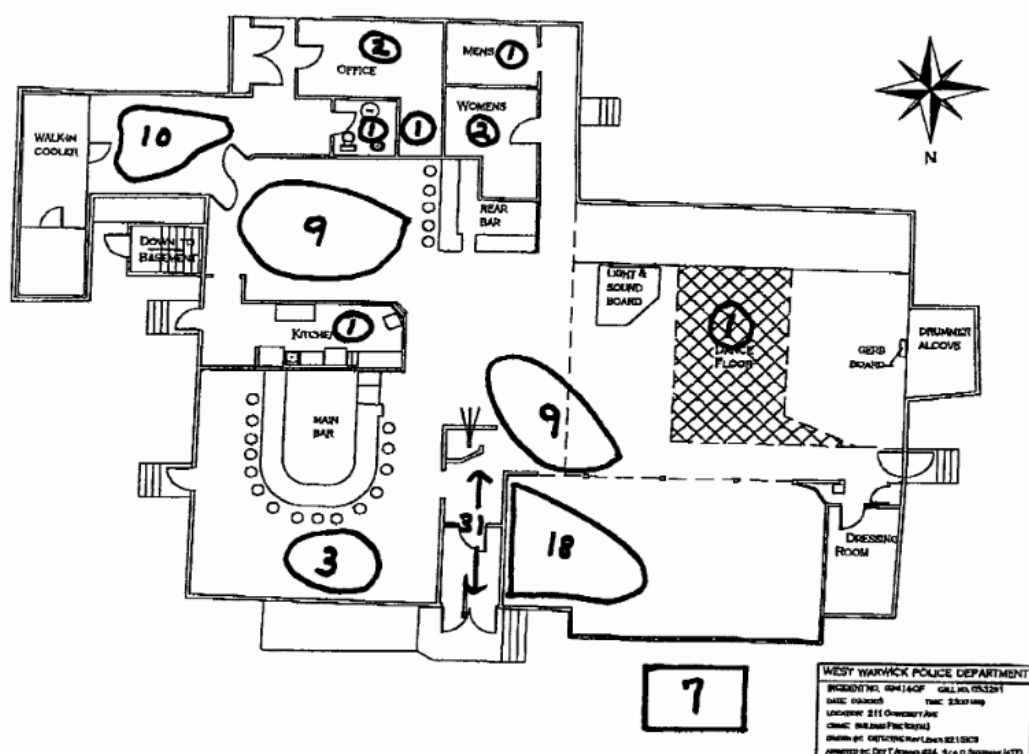 2
OFFICE
MENS
1
WOMENS
2
1
1
WALK-IN
COOLER
10
9
REAR
BAR
DOWN TO
BASEMENT
LIGHT &
SOUND
BOARD
1
DANCE
FLOOR
GERB
BOARD
DRUMMER
ALCOVE
KITCHE
1
MAIN
BAR
9
31
18
3
DRESSING
ROOM
7
N
WEST WARWICK POLICE DEPARTMENT